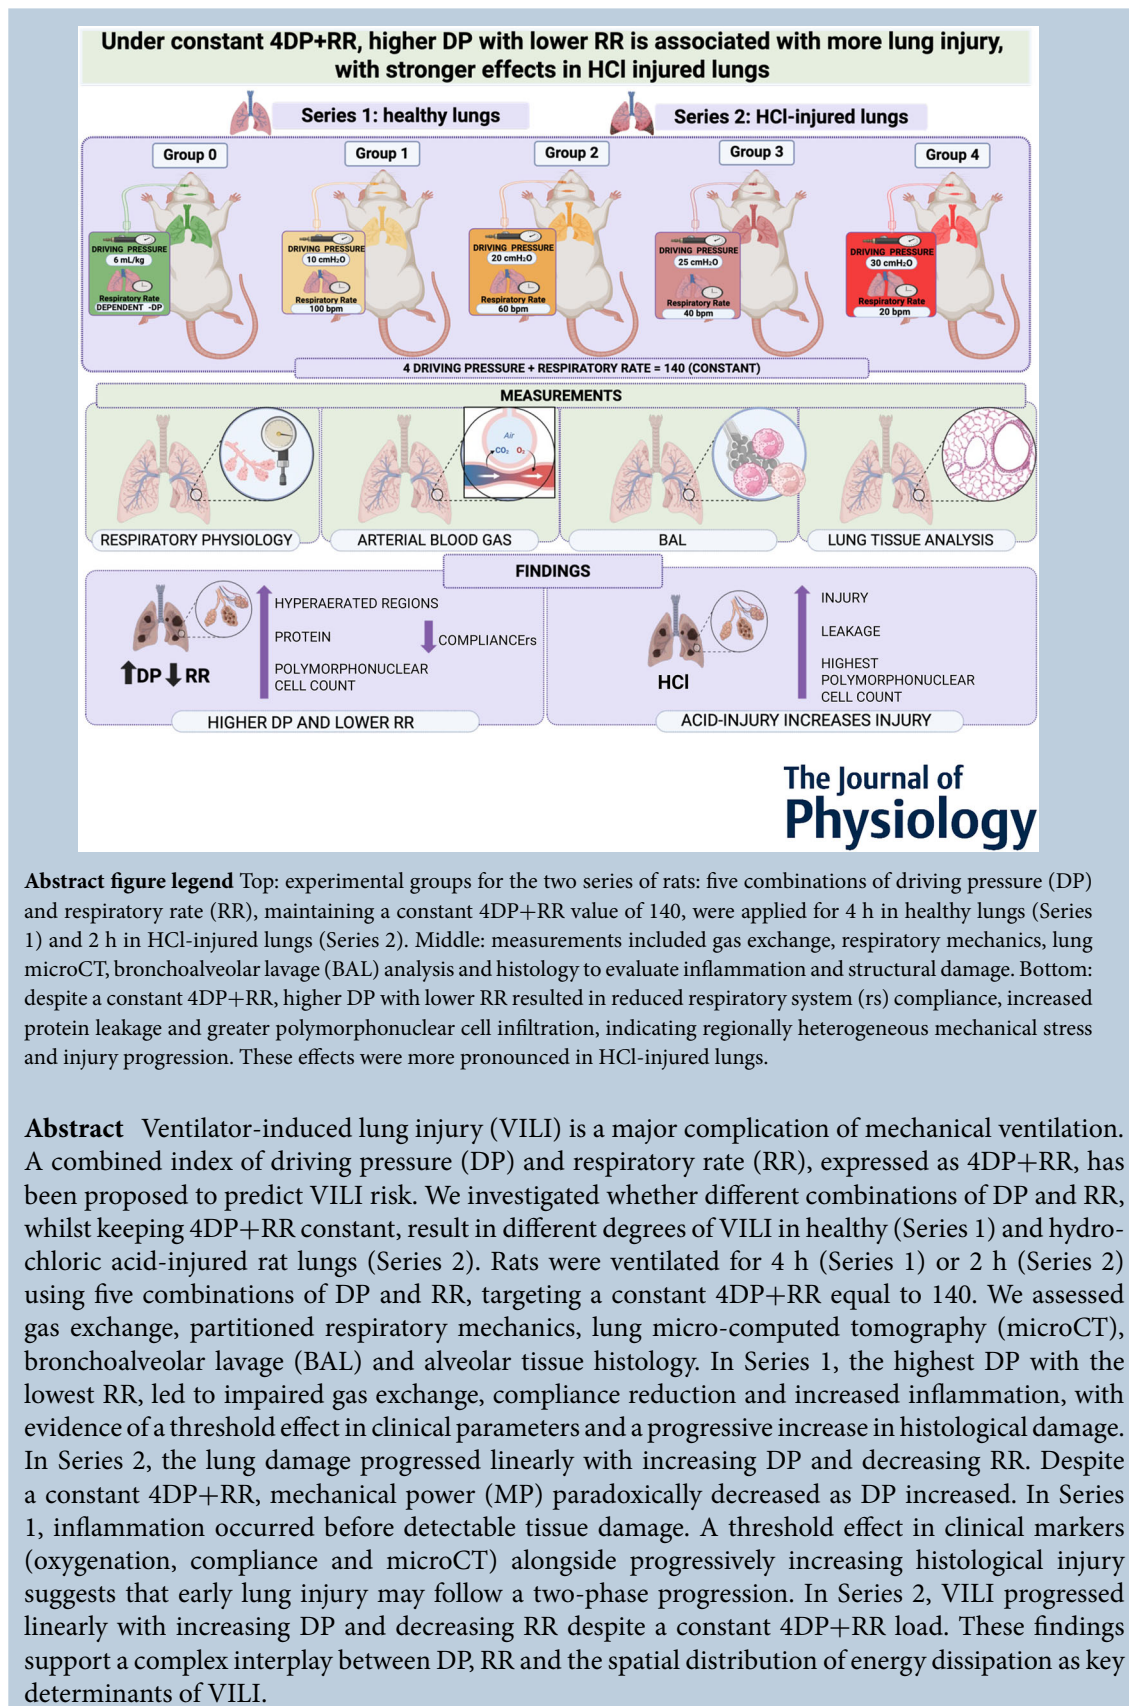 Under constant 4DP+RR, higher DP with lower RR is associated with more lung injury,
with stronger effects in HCl injured lungs
Series 1: healthy lungs
Series 2: HCl-injured lungs
Group 0
Group 1
Group 2
Group 3
Group 4
DRIVING PRESSURE
6 mL/kg
Respiratory Rate
DEPENDENT -DP
DRIVING PRESSURE
10 cmH₂O
Respiratory Rate
100 bpm
DRIVING PRESSURE
20 cmH₂O
Respiratory Rate
60 bpm
DRIVING PRESSURE
25 cmH₂O
Respiratory Rate
40 bpm
DRIVING PRESSURE
30 cmH₂O
Respiratory Rate
20 bpm
4 DRIVING PRESSURE + RESPIRATORY RATE = 140 (CONSTANT)
MEASUREMENTS
Air
CO₂ O₂
RESPIRATORY PHYSIOLOGY
ARTERIAL BLOOD GAS
BAL
LUNG TISSUE ANALYSIS
FINDINGS
HYPERAERATED REGIONS
PROTEIN
POLYMORPHONUCLEAR
CELL COUNT
COMPLIANCErs
DP RR
HIGHER DP AND LOWER RR
HCl
INJURY
LEAKAGE
HIGHEST
POLYMORPHONUCLEAR
CELL COUNT
ACID-INJURY INCREASES INJURY
The Journal of
Physiology
Abstract figure legend Top: experimental groups for the two series of rats: five combinations of driving pressure (DP)
and respiratory rate (RR), maintaining a constant 4DP+RR value of 140, were applied for 4 h in healthy lungs (Series
1) and 2 h in HCl-injured lungs (Series 2). Middle: measurements included gas exchange, respiratory mechanics, lung
microCT, bronchoalveolar lavage (BAL) analysis and histology to evaluate inflammation and structural damage. Bottom:
despite a constant 4DP+RR, higher DP with lower RR resulted in reduced respiratory system (rs) compliance, increased
protein leakage and greater polymorphonuclear cell infiltration, indicating regionally heterogeneous mechanical stress
and injury progression. These effects were more pronounced in HCl-injured lungs.
Abstract Ventilator-induced lung injury (VILI) is a major complication of mechanical ventilation.
A combined index of driving pressure (DP) and respiratory rate (RR), expressed as 4DP+RR, has
been proposed to predict VILI risk. We investigated whether different combinations of DP and RR,
whilst keeping 4DP+RR constant, result in different degrees of VILI in healthy (Series 1) and hydro-
chloric acid-injured rat lungs (Series 2). Rats were ventilated for 4 h (Series 1) or 2 h (Series 2)
using five combinations of DP and RR, targeting a constant 4DP+RR equal to 140. We assessed
gas exchange, partitioned respiratory mechanics, lung micro-computed tomography (microCT),
bronchoalveolar lavage (BAL) and alveolar tissue histology. In Series 1, the highest DP with the
lowest RR, led to impaired gas exchange, compliance reduction and increased inflammation, with
evidence of a threshold effect in clinical parameters and a progressive increase in histological damage.
In Series 2, the lung damage progressed linearly with increasing DP and decreasing RR. Despite
a constant 4DP+RR, mechanical power (MP) paradoxically decreased as DP increased. In Series
1, inflammation occurred before detectable tissue damage. A threshold effect in clinical markers
(oxygenation, compliance and microCT) alongside progressively increasing histological injury
suggests that early lung injury may follow a two-phase progression. In Series 2, VILI progressed
linearly with increasing DP and decreasing RR despite a constant 4DP+RR load. These findings
support a complex interplay between DP, RR and the spatial distribution of energy dissipation as key
determinants of VILI.